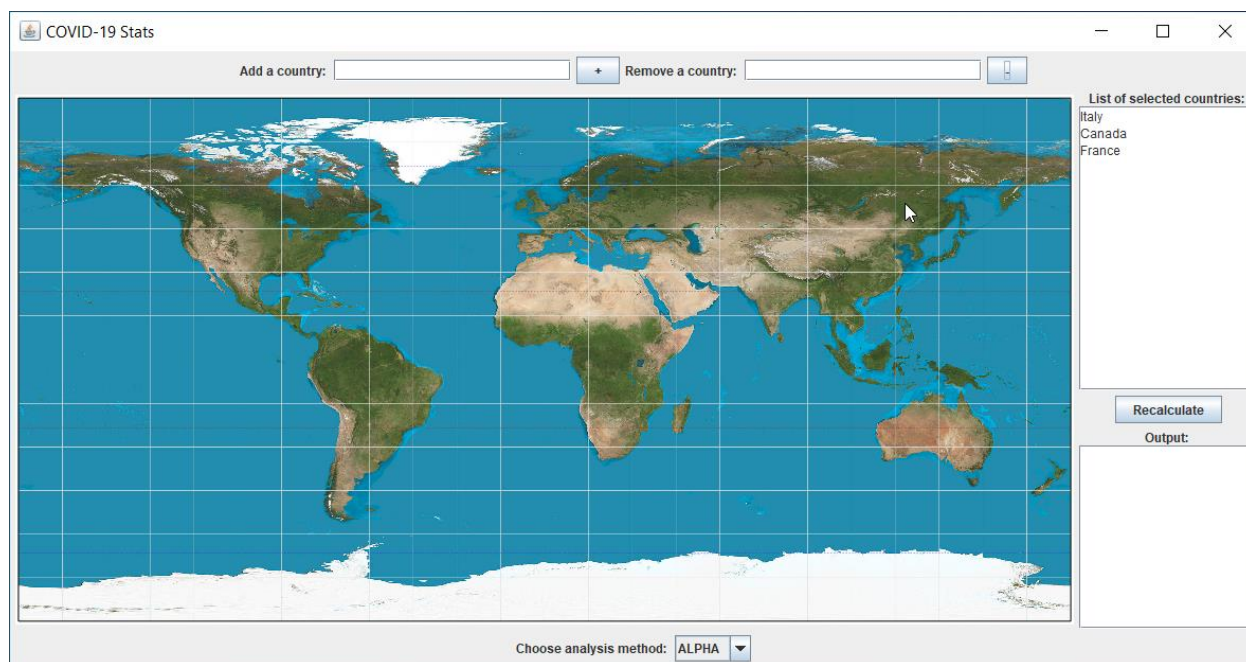 COVID-19 Stats
Add a country: + Remove a country: -
List of selected countries:
Italy
Canada
France
Recalculate
Output:
Choose analysis method: ALPHA